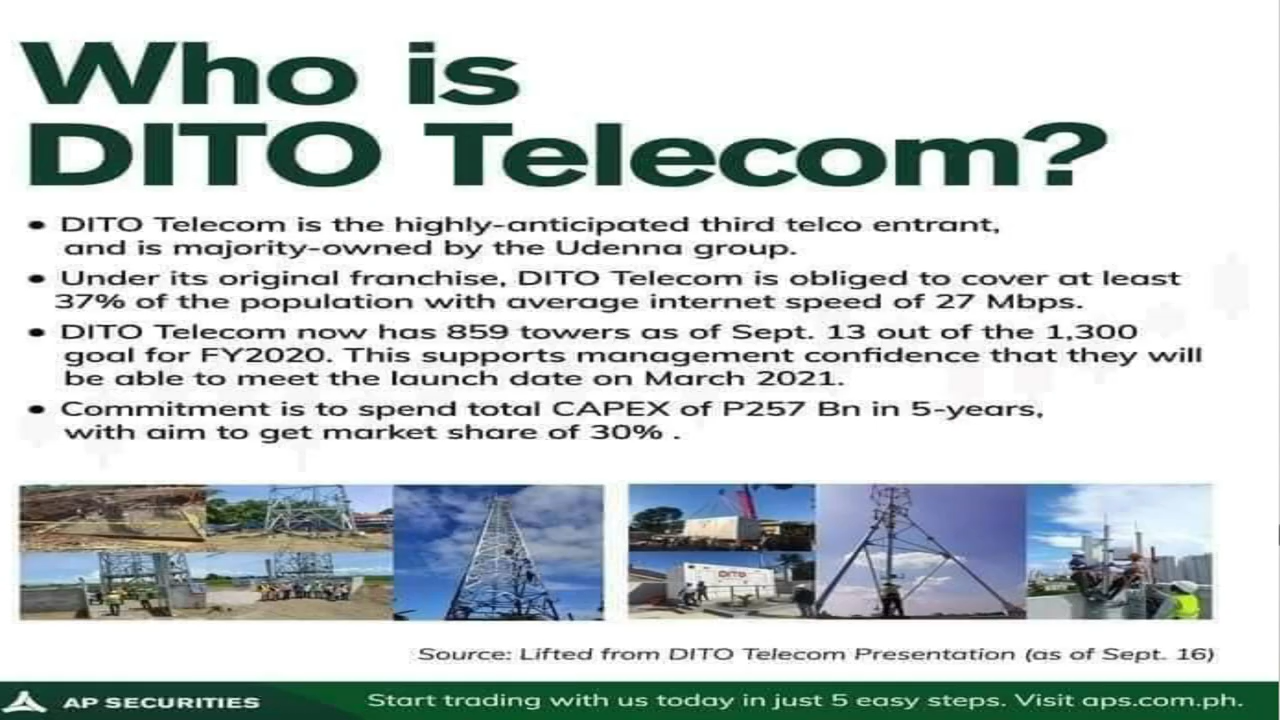 Who is
DITO Telecom?
• DITO Telecom is the highly-anticipated third telco entrant,
and is majority-owned by the Udenna group.
• Under its original franchise, DITO Telecom is obliged to cover at least
37% of the population with average internet speed of 27 Mbps.
• DITO Telecom now has 859 towers as of Sept. 13 out of the 1,300
goal for FY2020. This supports management confidence that they will
be able to meet the launch date on March 2021.
• Commitment is to spend total CAPEX of P257 Bn in 5-years,
with aim to get market share of 30% .
DITO
Source: Lifted from DITO Telecom Presentation (as of Sept. 16)
AP SECURITIES
Start trading with us today in just 5 easy steps. Visit aps.com.ph.